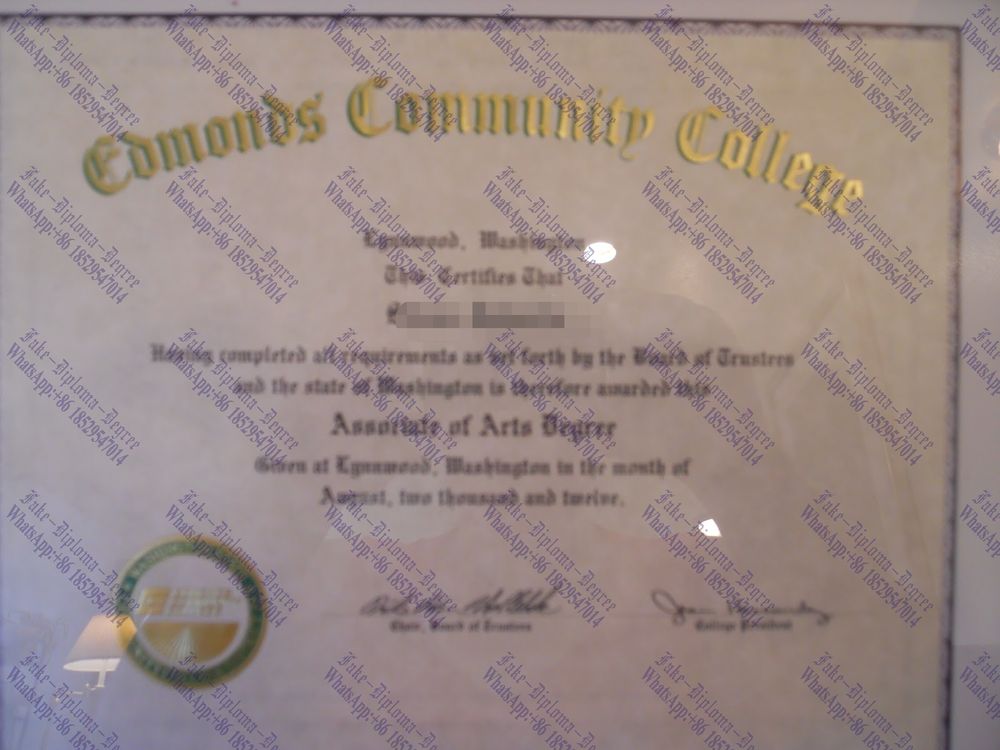 Edmonds Community College
Lynnwood, Washington
This Certifies That
Having completed all requirements as set forth by the Board of Trustees
and the state of Washington is therefore awarded this
Associate of Arts Degree
Given at Lynnwood, Washington in the month of
August, two thousand and twelve.
Chair, Board of Trustees
College President
Fake-Diploma-Degree
WhatsApp:+86 18529547014